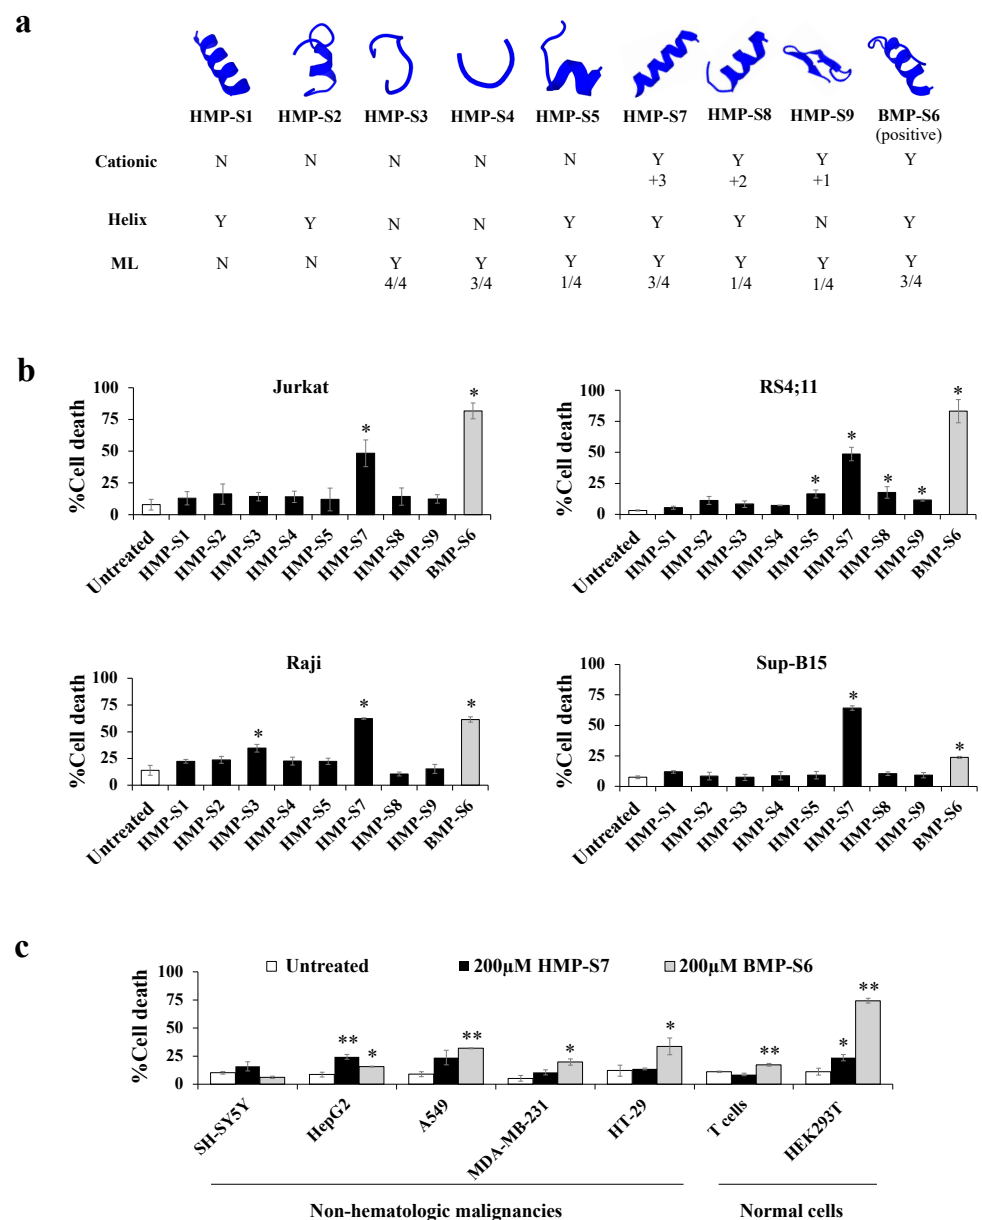 a
HMP-S1 HMP-S2 HMP-S3 HMP-S4 HMP-S5 HMP-S7 HMP-S8 HMP-S9 BMP-S6
(positive)
Cationic N N N N N Y Y Y Y
+3 +2 +1
Helix Y Y N N Y Y Y N Y
ML N N Y Y Y Y Y Y Y
4/4 3/4 1/4 3/4 1/4 1/4 3/4
b
Jurkat
%Cell death
100
75
50
25
0
* *
Untreated HMP-S1 HMP-S2 HMP-S3 HMP-S4 HMP-S5 HMP-S7 HMP-S8 HMP-S9 BMP-S6
RS4;11
%Cell death
100
75
50
25
0
* * * * *
Untreated HMP-S1 HMP-S2 HMP-S3 HMP-S4 HMP-S5 HMP-S7 HMP-S8 HMP-S9 BMP-S6
Raji
%Cell death
100
75
50
25
0
* * *
Untreated HMP-S1 HMP-S2 HMP-S3 HMP-S4 HMP-S5 HMP-S7 HMP-S8 HMP-S9 BMP-S6
Sup-B15
%Cell death
100
75
50
25
0
* *
Untreated HMP-S1 HMP-S2 HMP-S3 HMP-S4 HMP-S5 HMP-S7 HMP-S8 HMP-S9 BMP-S6
c
Untreated 200µM HMP-S7 200µM BMP-S6
%Cell death
100
75
50
25
0
** * ** * * ** * **
SH-SY5Y HepG2 A549 MDA-MB-231 HT-29 T cells HEK293T
Non-hematologic malignancies Normal cells